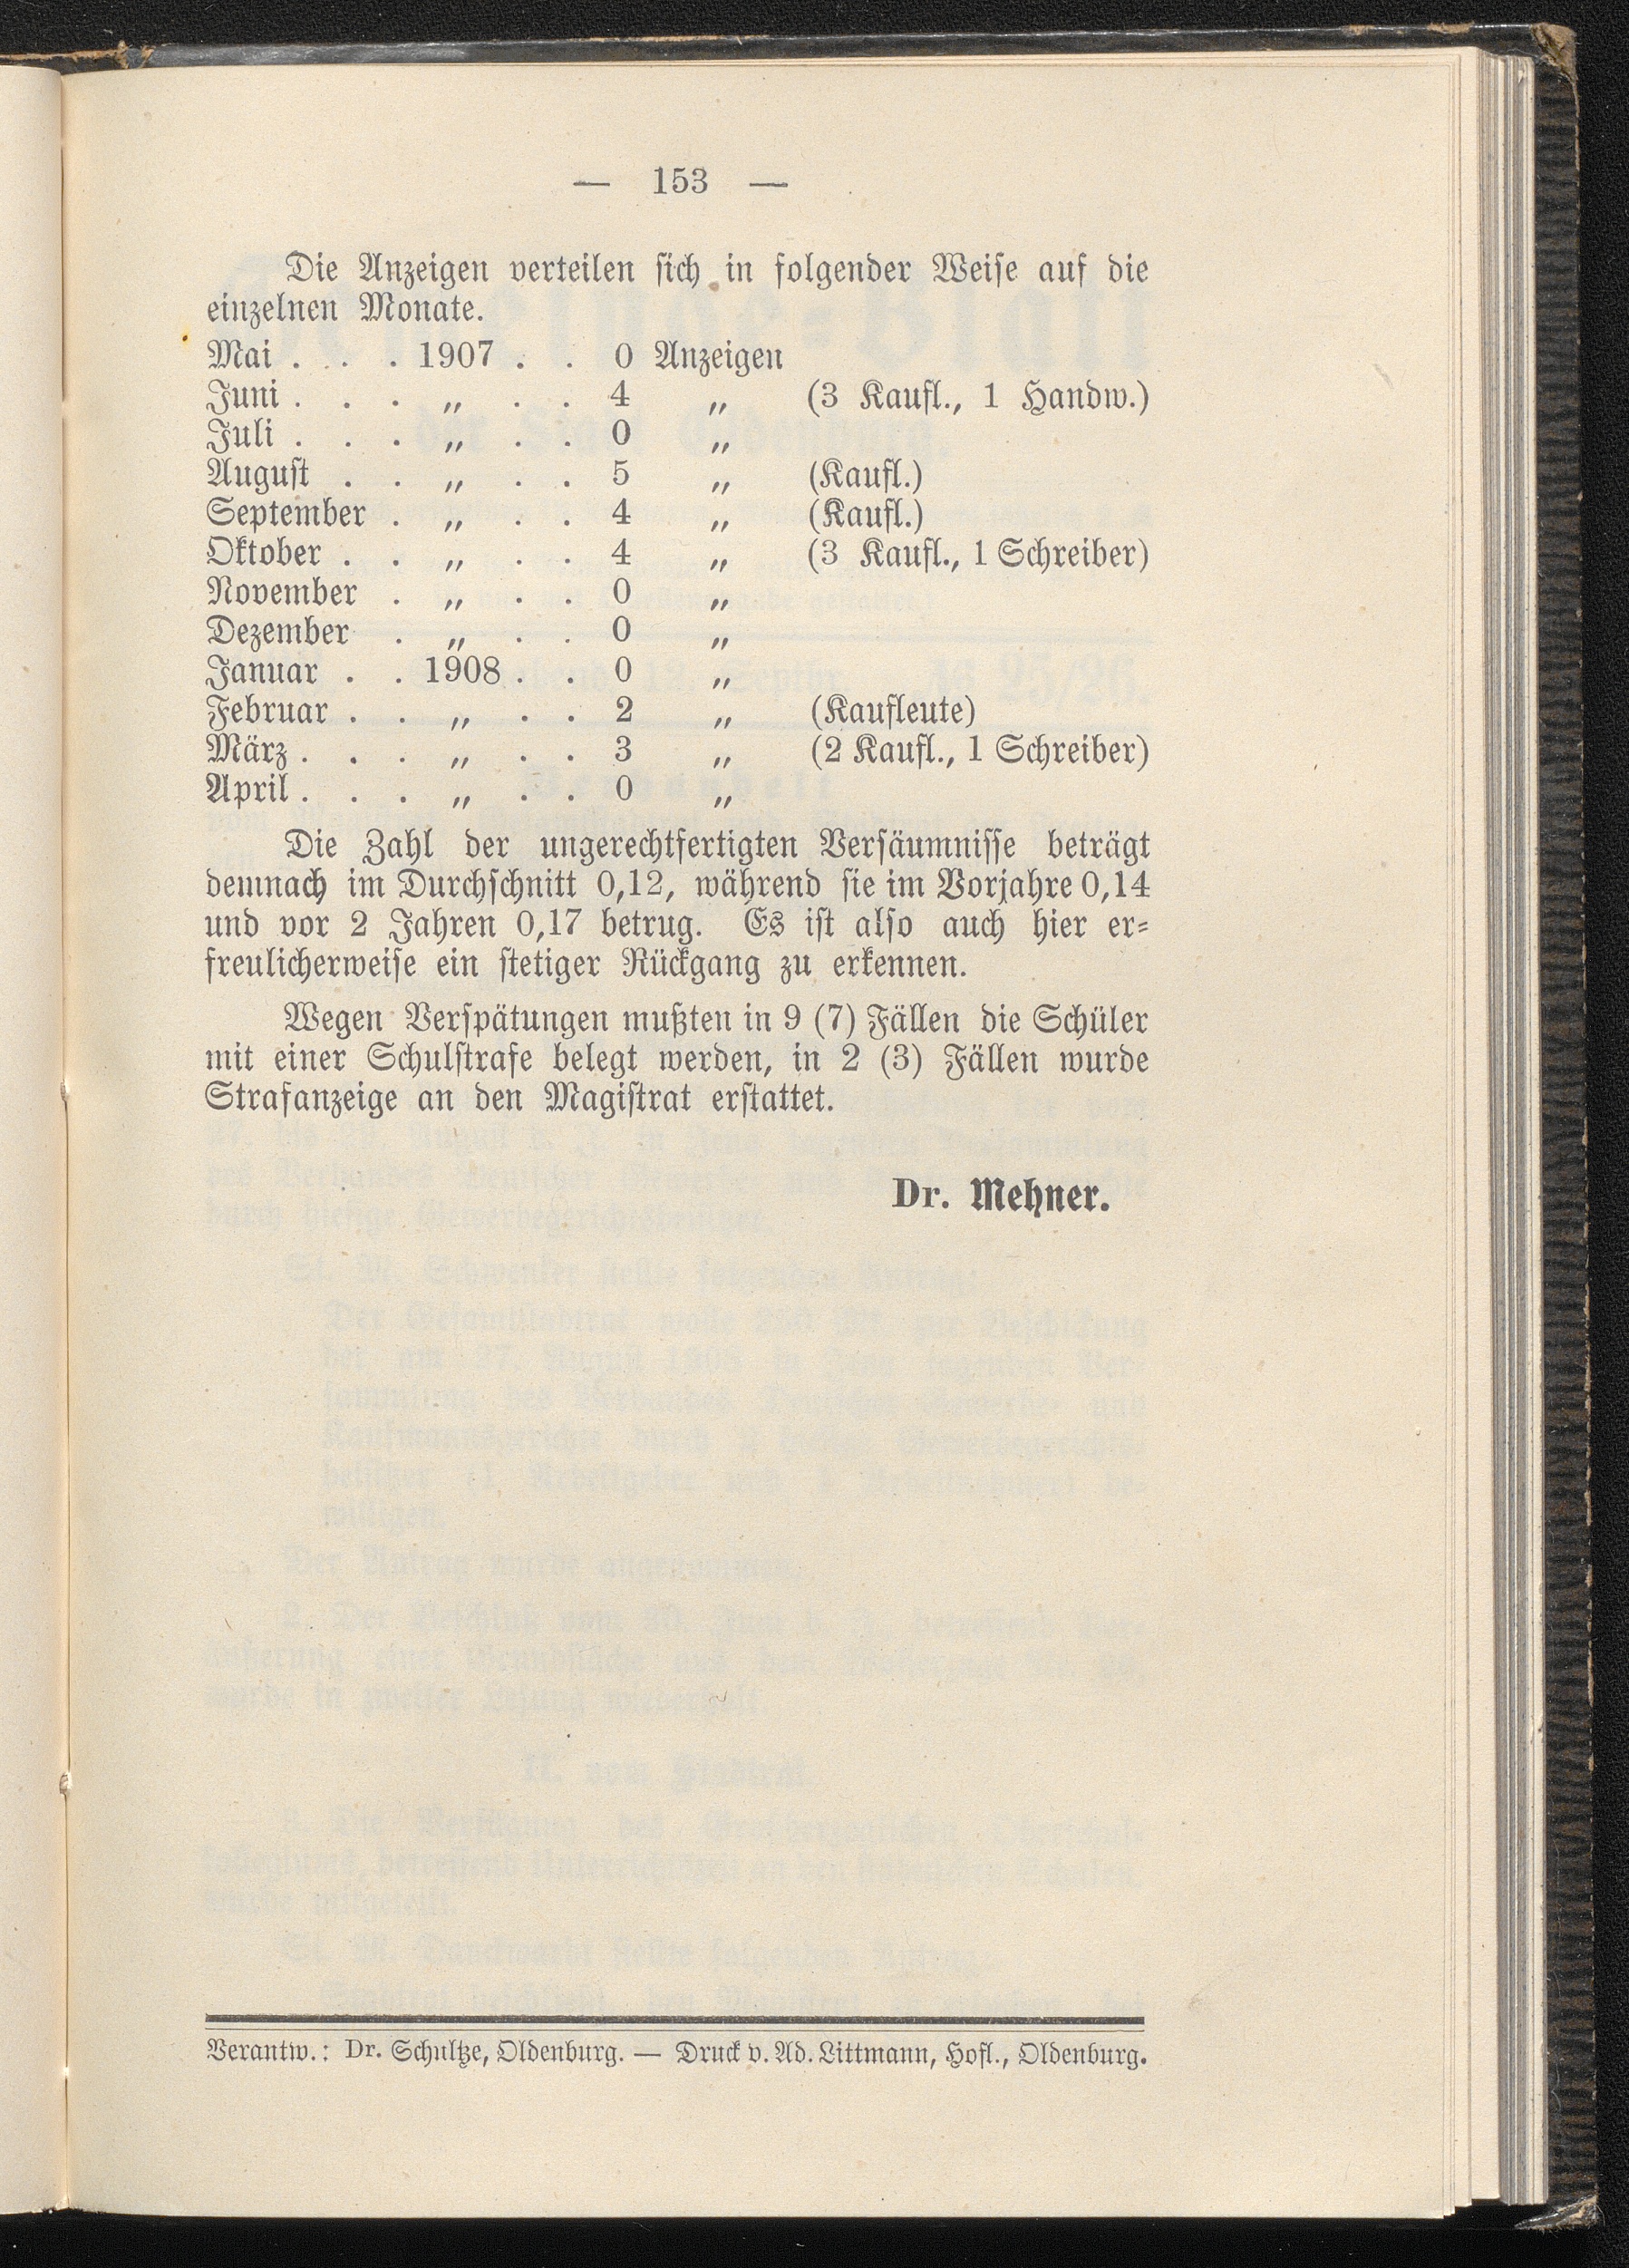 — 153 —
Die Anzeigen verteilen sich in folgender Weise auf die
einzelnen Monate.
Mai . . . 1907 . . 0 Anzeigen
Juni . . . „ . . 4 „ (3 Kaufl., 1 Handw.)
Juli . . . „ . . 0 „
August . . „ . . 5 „ (Kaufl.)
September . „ . . 4 „ (Kaufl.)
Oktober . . „ . . 4 „ (3 Kaufl., 1 Schreiber)
November . „ . . 0 „
Dezember . „ . . 0 „
Januar . . 1908 . . 0 „
Februar . . „ . . 2 „ (Kaufleute)
März . . . „ . . 3 „ (2 Kaufl., 1 Schreiber)
April . . . „ . . 0 „
Die Zahl der ungerechtfertigten Versäumnisse beträgt
demnach im Durchschnitt 0,12, während sie im Vorjahre 0,14
und vor 2 Jahren 0,17 betrug. Es ist also auch hier er-
freulicherweise ein stetiger Rückgang zu erkennen.
Wegen Verspätungen mußten in 9 (7) Fällen die Schüler
mit einer Schulstrafe belegt werden, in 2 (3) Fällen wurde
Strafanzeige an den Magistrat erstattet.
Dr. Mehner.
Verantw.: Dr. Schultze, Oldenburg. — Druck v. Ad. Littmann, Hofl., Oldenburg.